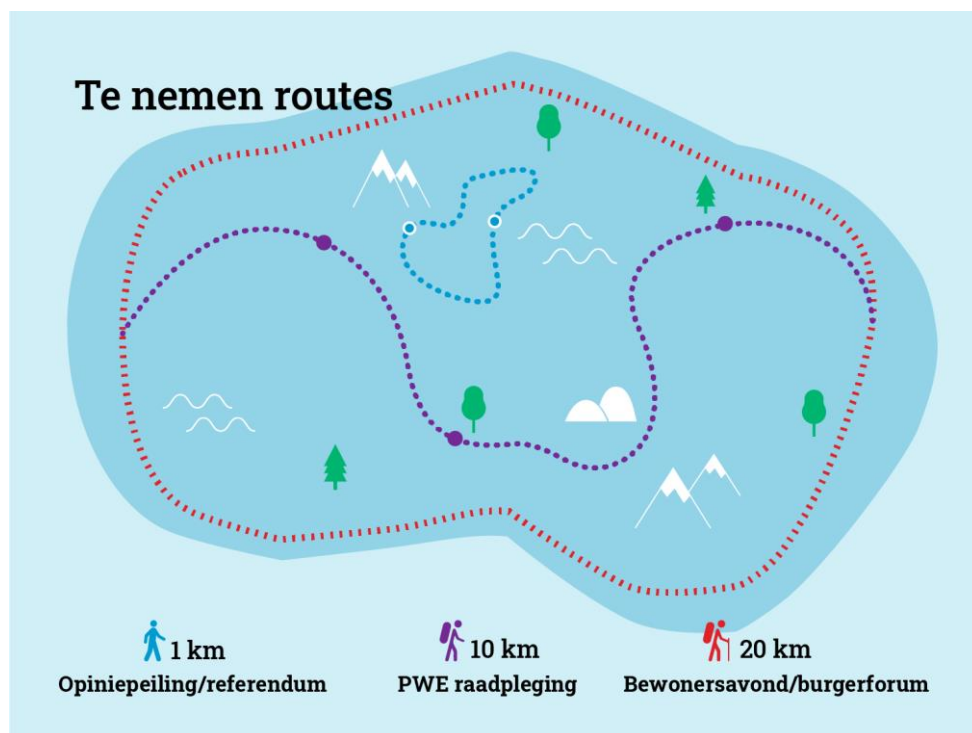 Te nemen routes
1 km
Opiniepeiling/referendum
10 km
PWE raadpleging
20 km
Bewonersavond/burgerforum